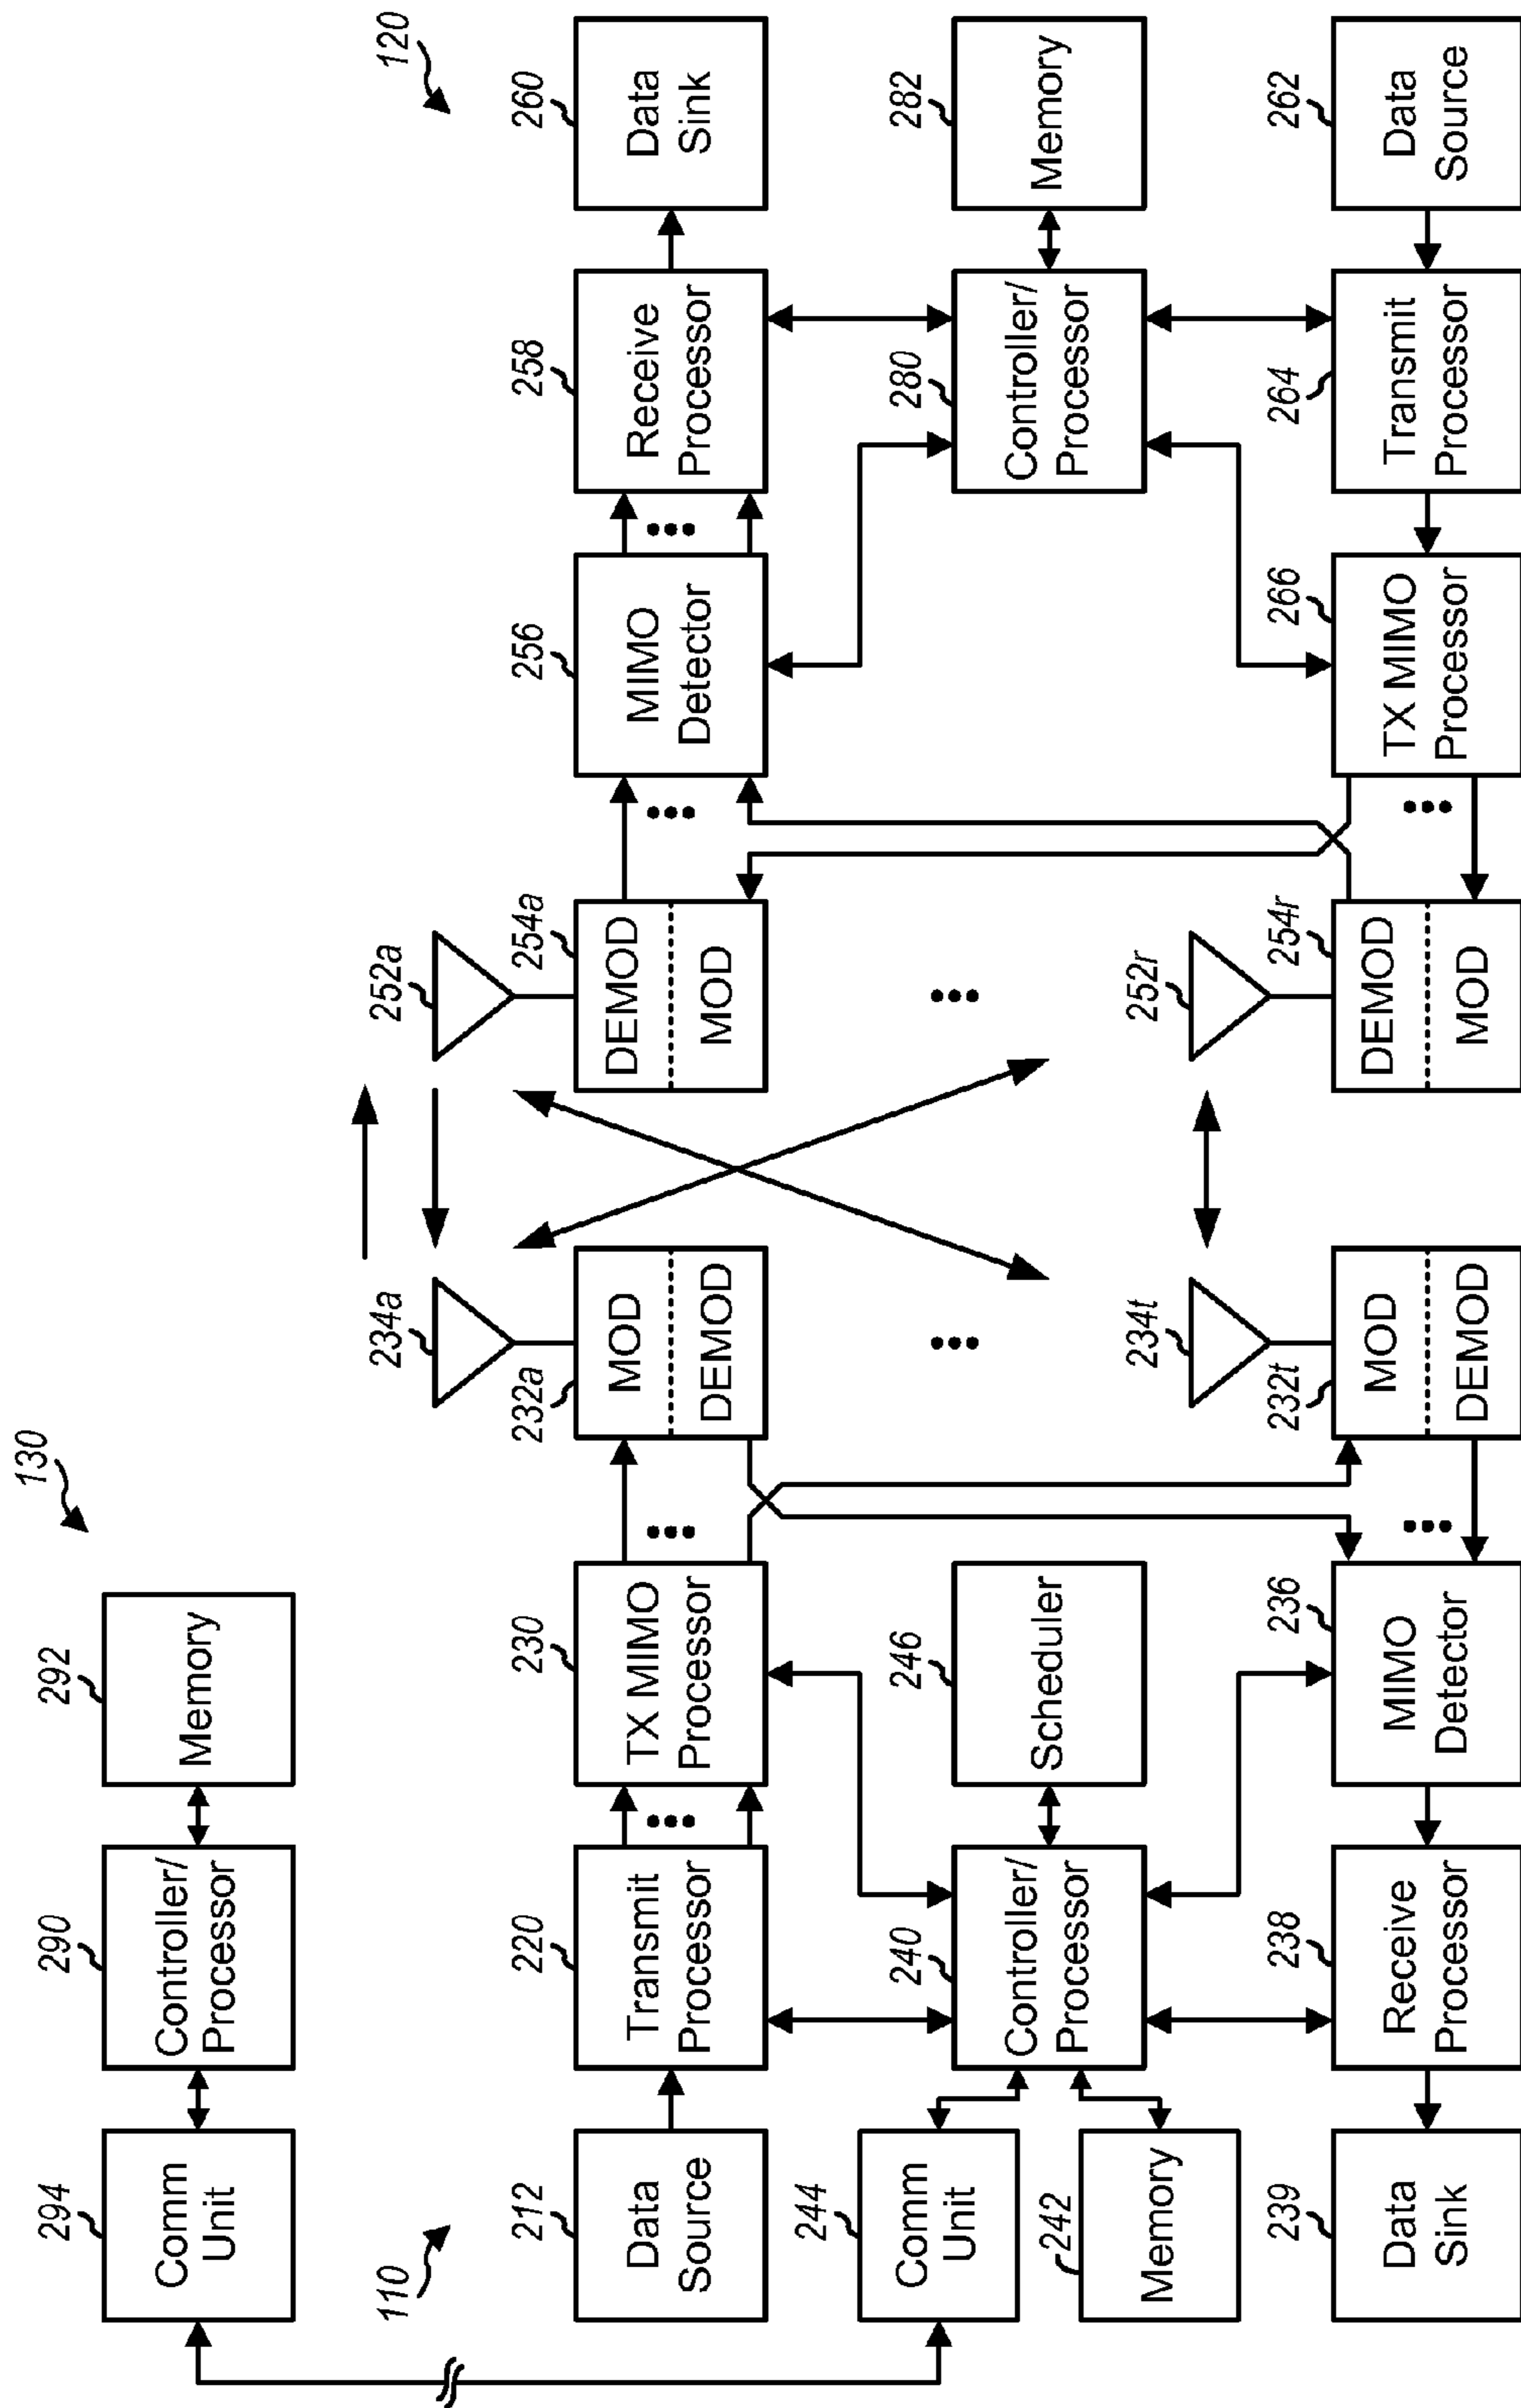 130
294
290
292
Comm
Unit
Controller/
Processor
Memory
110
120
234a
252a
212
220
230
232a
254a
256
258
260
Data
Source
Transmit
Processor
TX MIMO
Processor
MOD
DEMOD
DEMOD
MOD
MIMO
Detector
Receive
Processor
Data
Sink
...
...
...
...
244
240
246
280
282
Comm
Unit
Controller/
Processor
Scheduler
...
...
Controller/
Processor
Memory
242
Memory
234t
252r
239
238
236
232t
254r
266
264
262
Data
Sink
Receive
Processor
MIMO
Detector
MOD
DEMOD
DEMOD
MOD
TX MIMO
Processor
Transmit
Processor
Data
Source
...
...